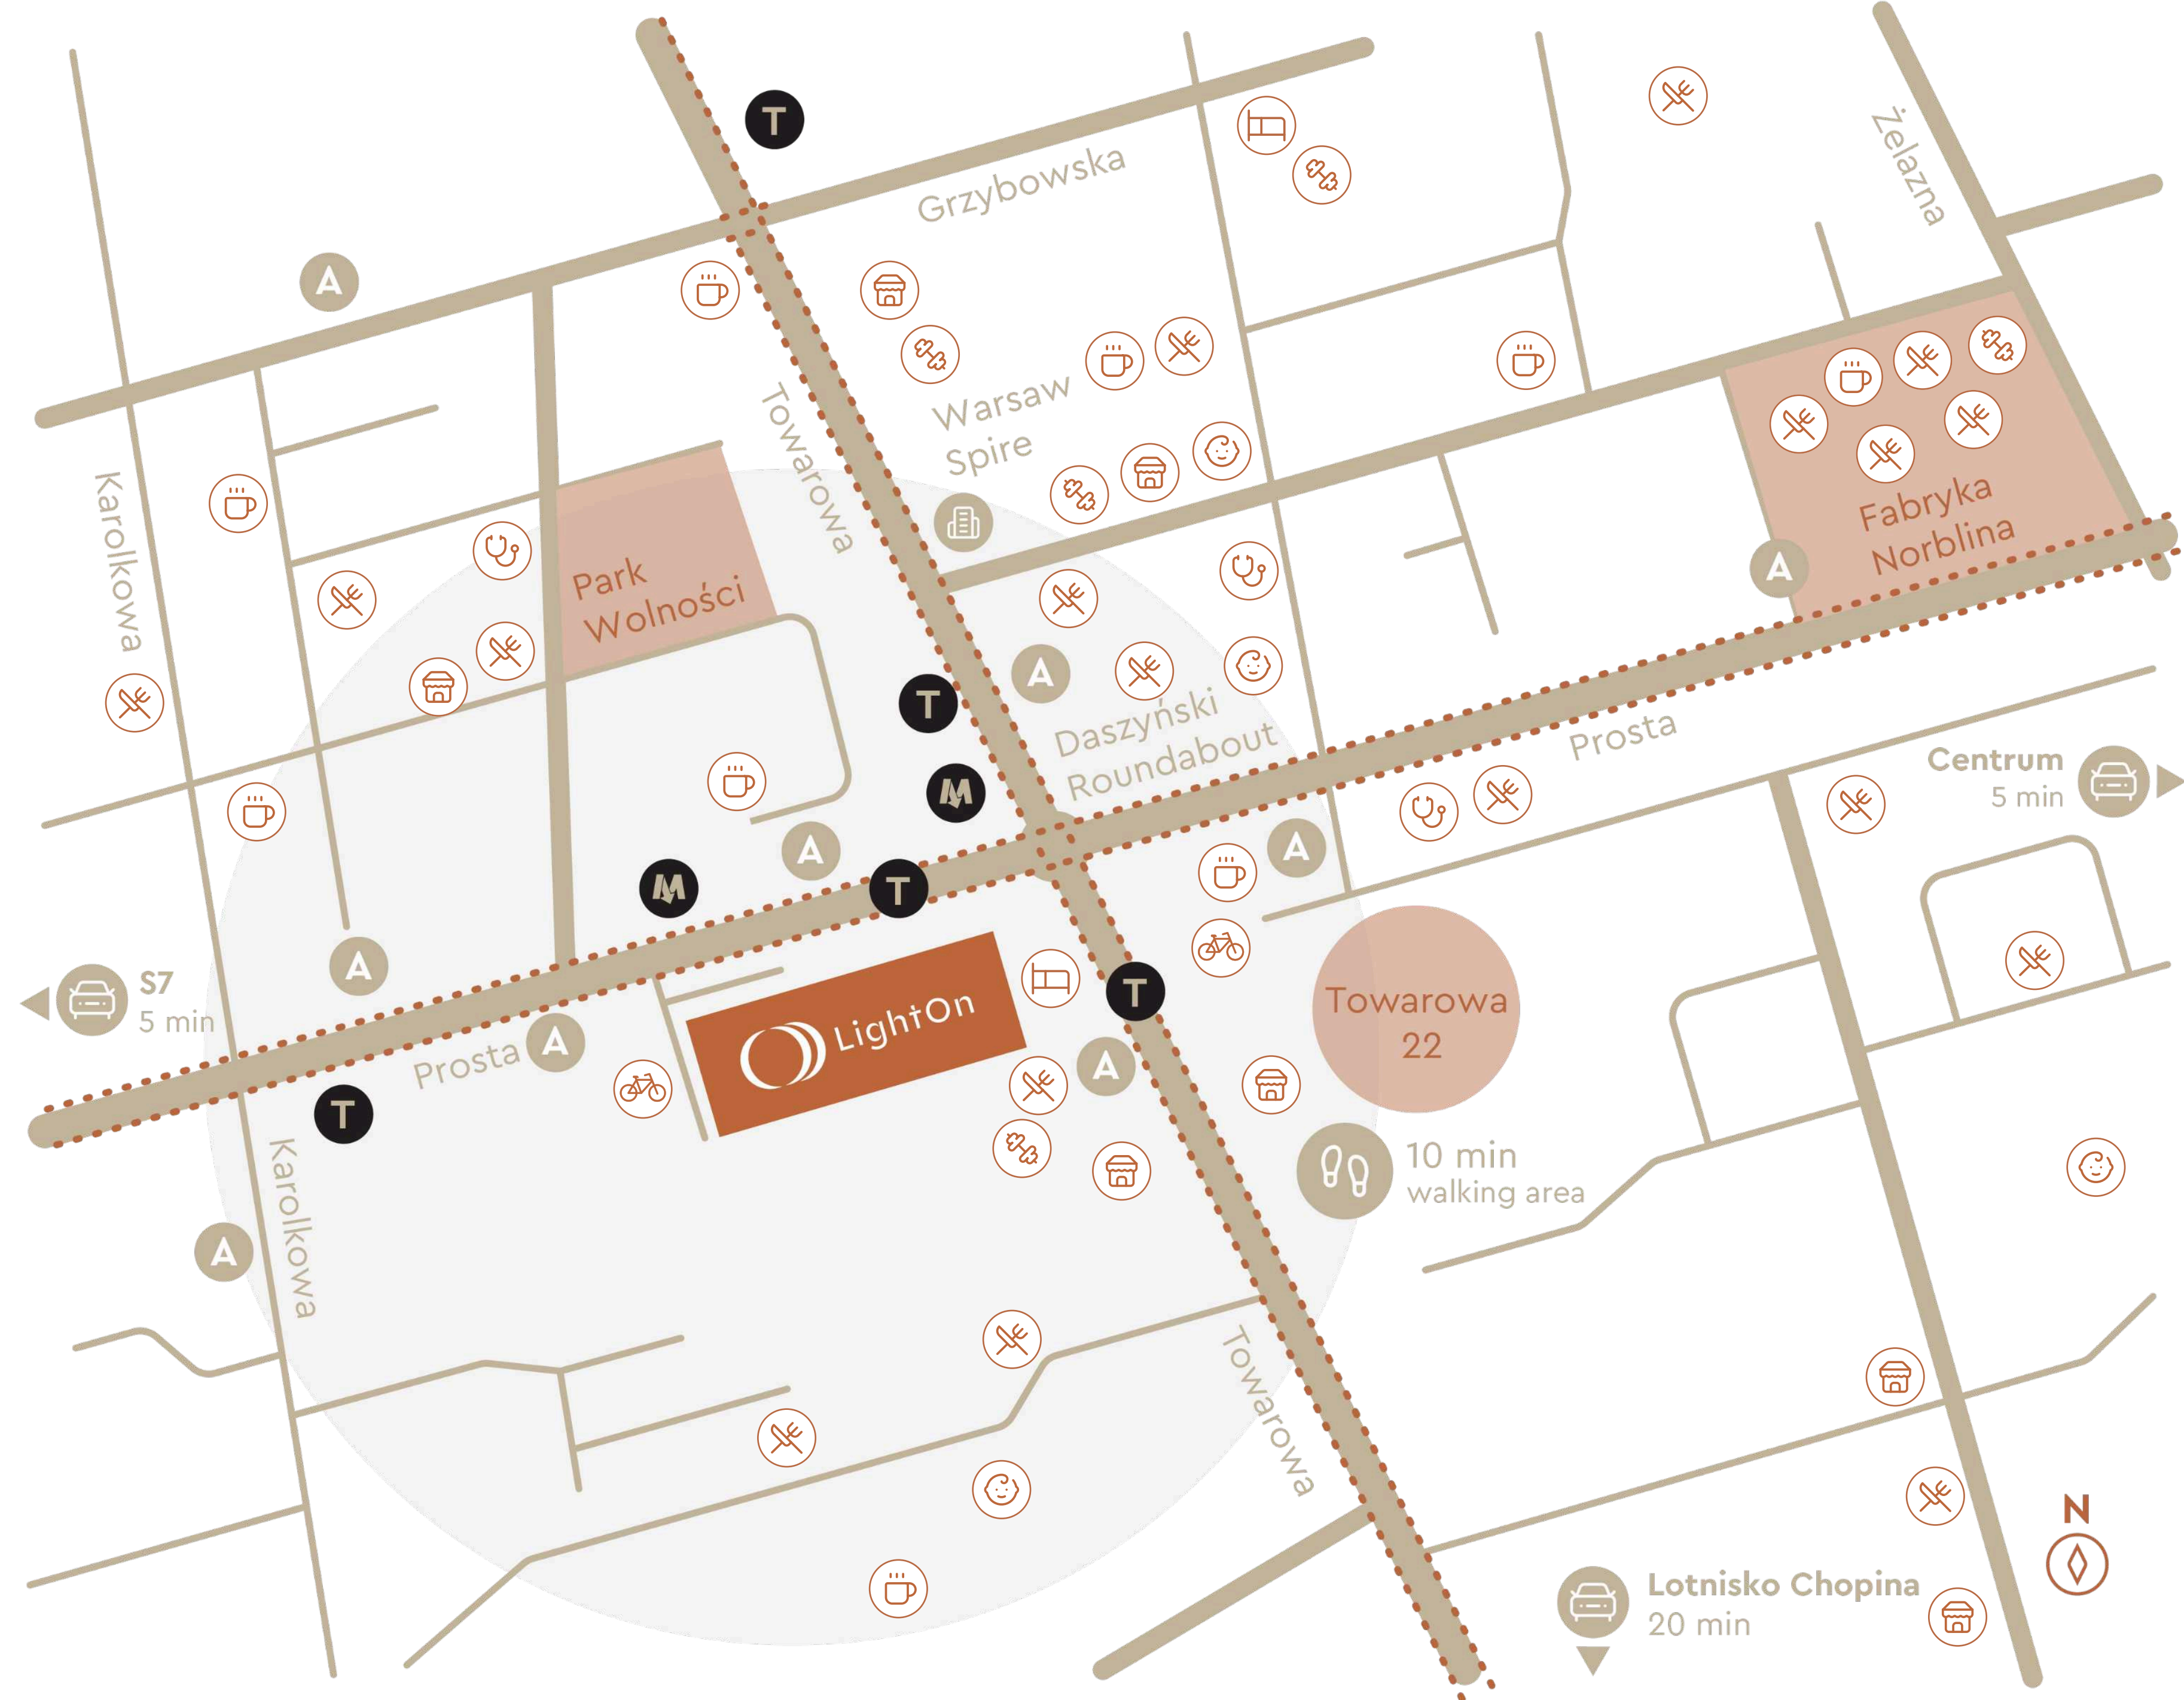 T
Grzybowska
Żelazna
A
Towarowa
Warsaw
Spire
Karolkowa
Park
Wolności
Fabryka
Norblina
A
A
T
Daszyński
Roundabout
Prosta
Centrum
5 min
M
A
A
M
T
A
S7
5 min
T
Towarowa
22
LightOn
Prosta
A
A
T
10 min
walking area
Karolkowa
A
Towarowa
N
Lotnisko Chopina
20 min